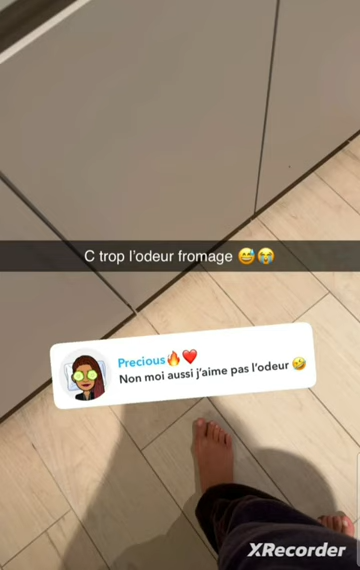 C trop l'odeur fromage 😅😭
Precious🔥❤️
Non moi aussi j'aime pas l'odeur 🤣
XRecorder